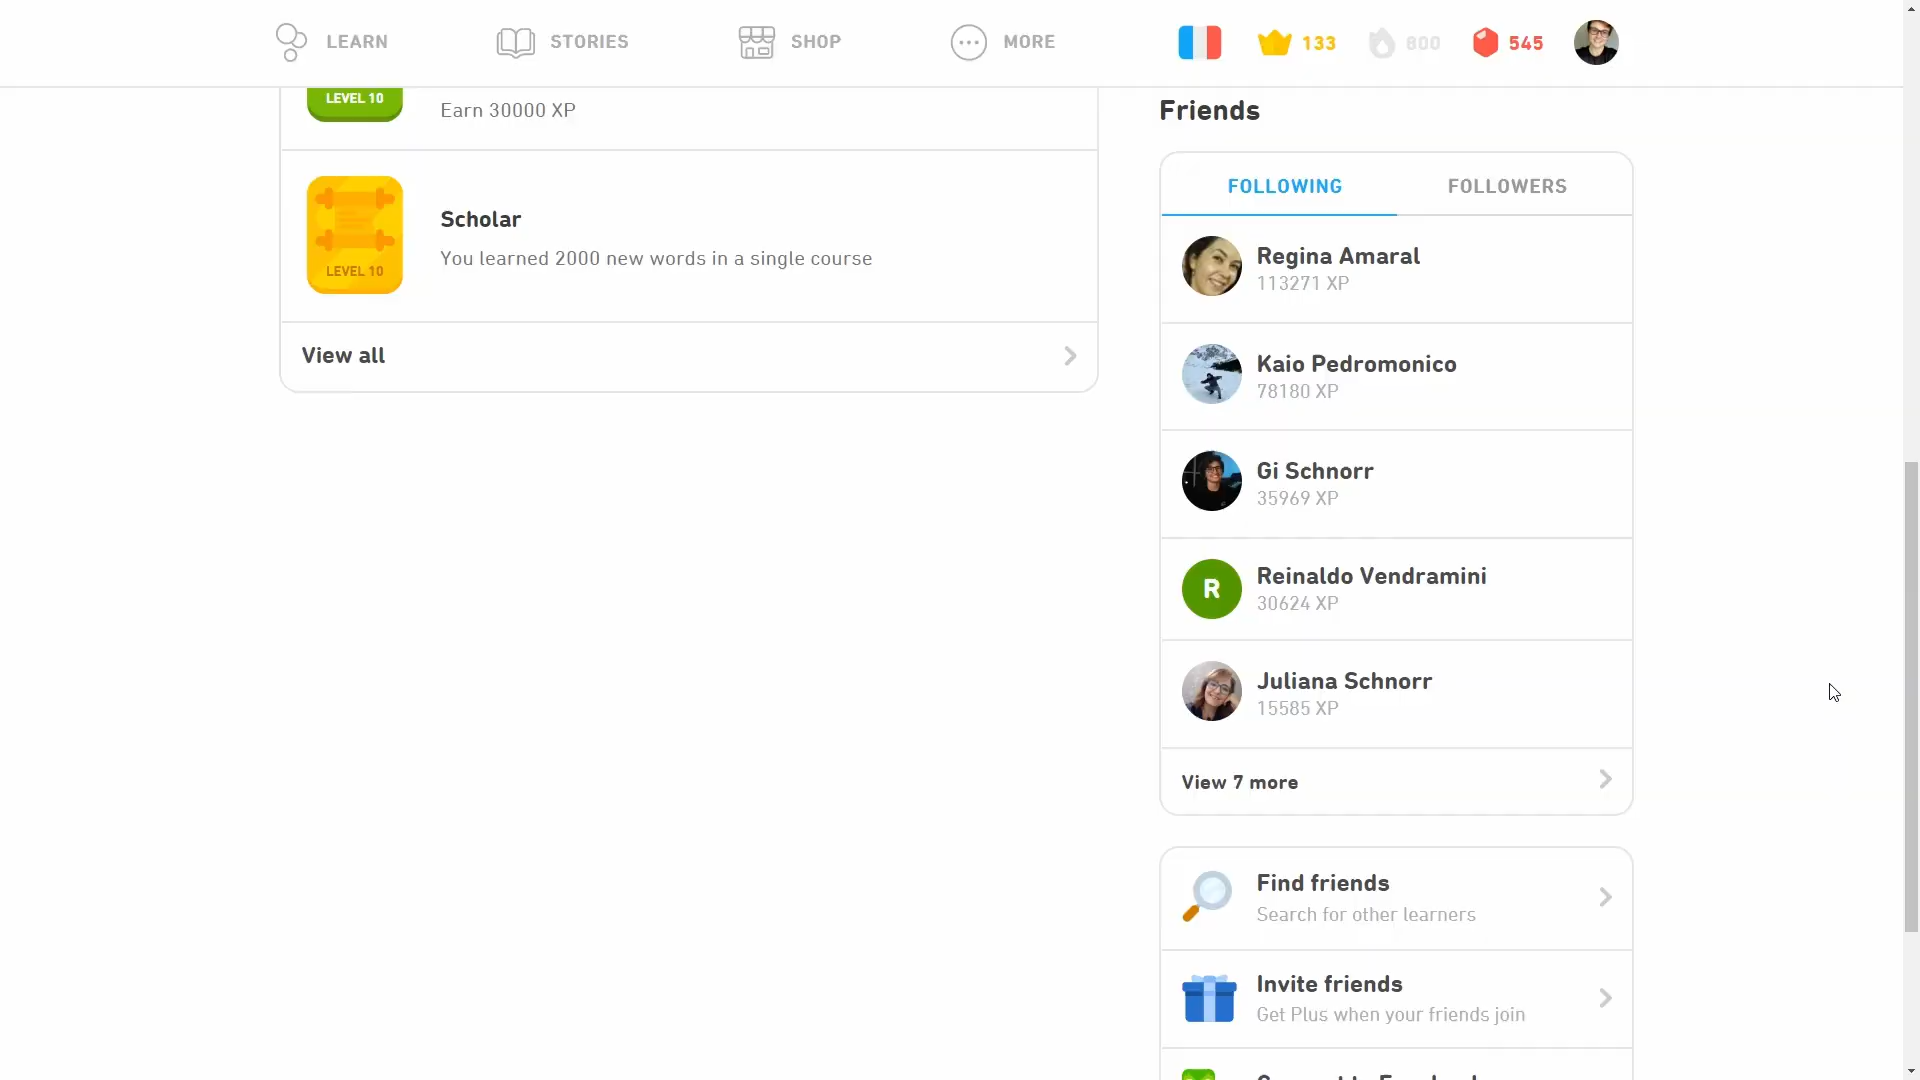 LEARN
STORIES
SHOP
MORE
133
800
545
LEVEL 10
Earn 30000 XP
LEVEL 10
Scholar
You learned 2000 new words in a single course
View all
Friends
FOLLOWING
FOLLOWERS
Regina Amaral
113271 XP
Kaio Pedromonico
78180 XP
Gi Schnorr
35969 XP
R
Reinaldo Vendramini
30624 XP
Juliana Schnorr
15585 XP
View 7 more
Find friends
Search for other learners
Invite friends
Get Plus when your friends join